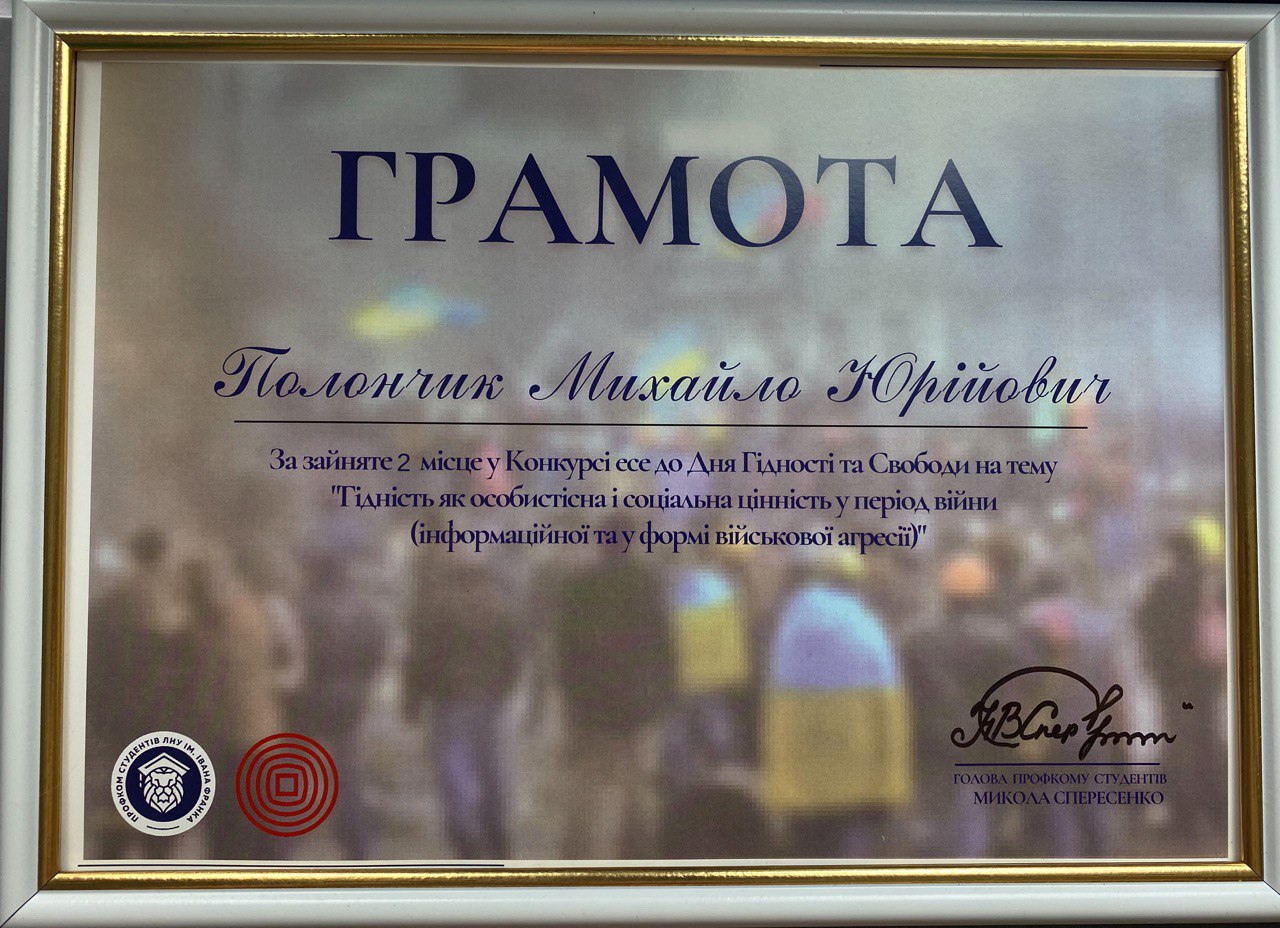 ГРАМОТА
Полончик Михайло Юрійович
За зайняте 2 місце у Конкурсі есе до Дня Гідності та Свободи на тему
"Гідність як особистісна і соціальна цінність у період війни
(інформаційної та у формі військової агресії)"
ПРОФКОМ СТУДЕНТІВ ЛНУ ІМ. ІВАНА ФРАНКА
ГОЛОВА ПРОФКОМУ СТУДЕНТІВ
МИКОЛА СПЕРЕСЕНКО